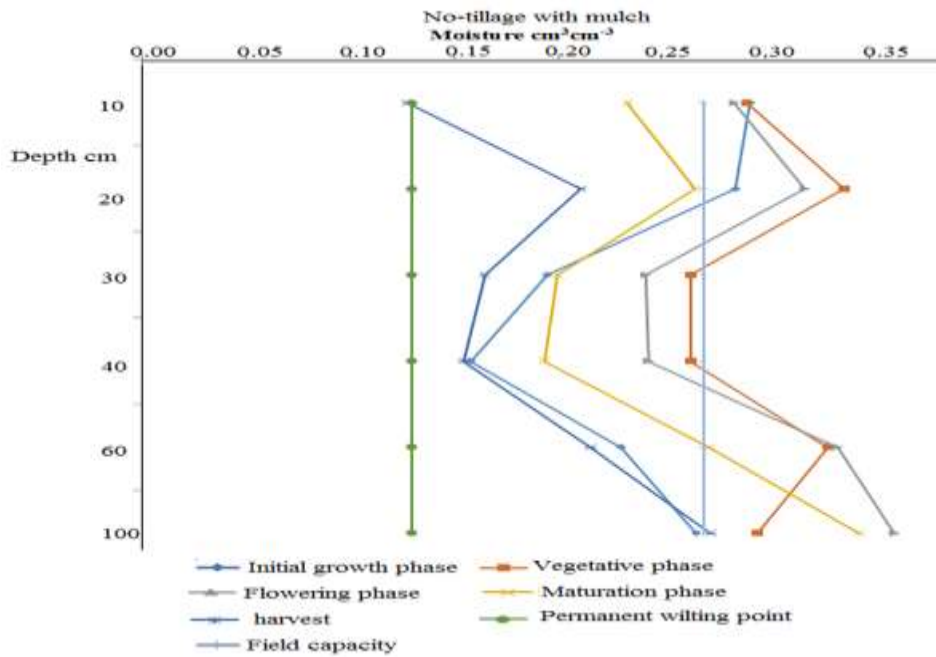 No-tillage with mulch
Moisture cm³cm⁻³
0.00 0.05 0.10 0.15 0,20 0,25 0,30 0,35
10
Depth cm
20
30
40
60
100
Initial growth phase Vegetative phase
Flowering phase Maturation phase
harvest Permanent wilting point
Field capacity